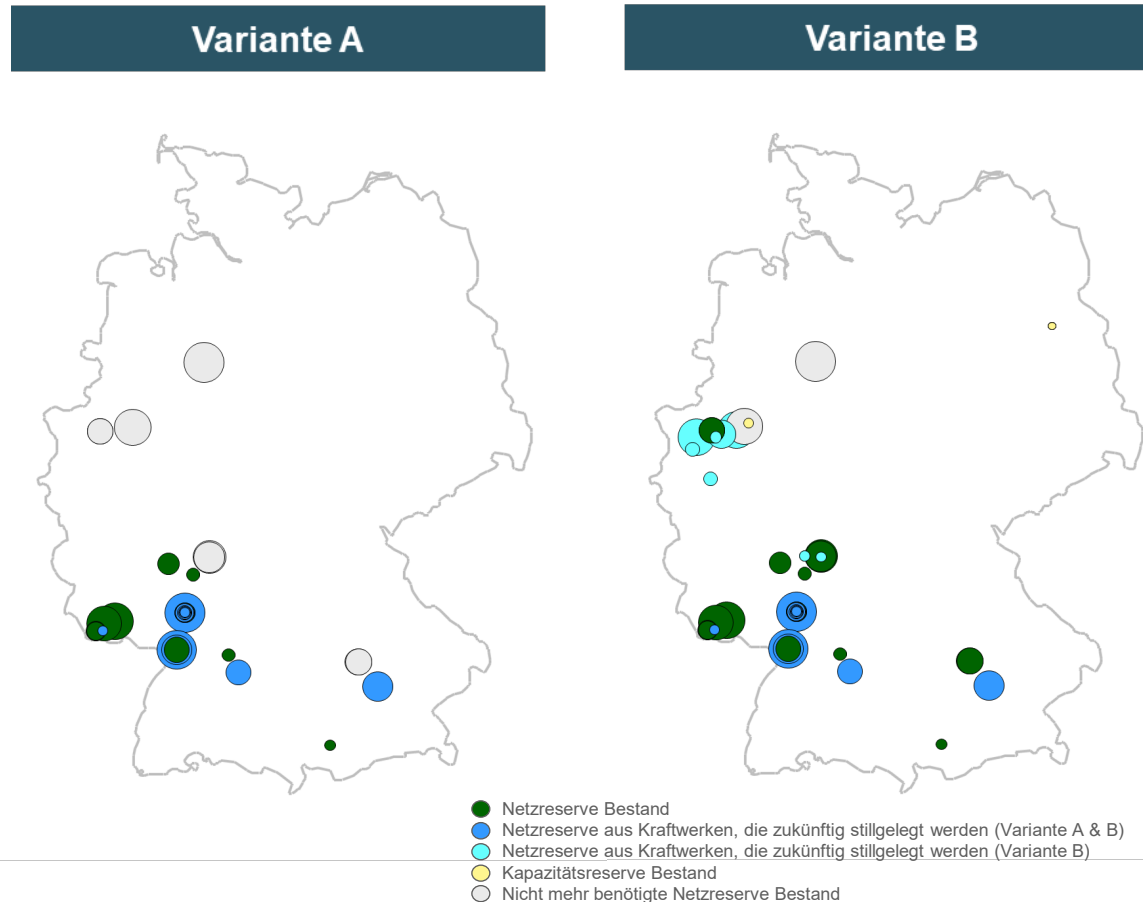 Variante A
Variante B
Netzreserve Bestand
Netzreserve aus Kraftwerken, die zukünftig stillgelegt werden (Variante A & B)
Netzreserve aus Kraftwerken, die zukünftig stillgelegt werden (Variante B)
Kapazitätsreserve Bestand
Nicht mehr benötigte Netzreserve Bestand